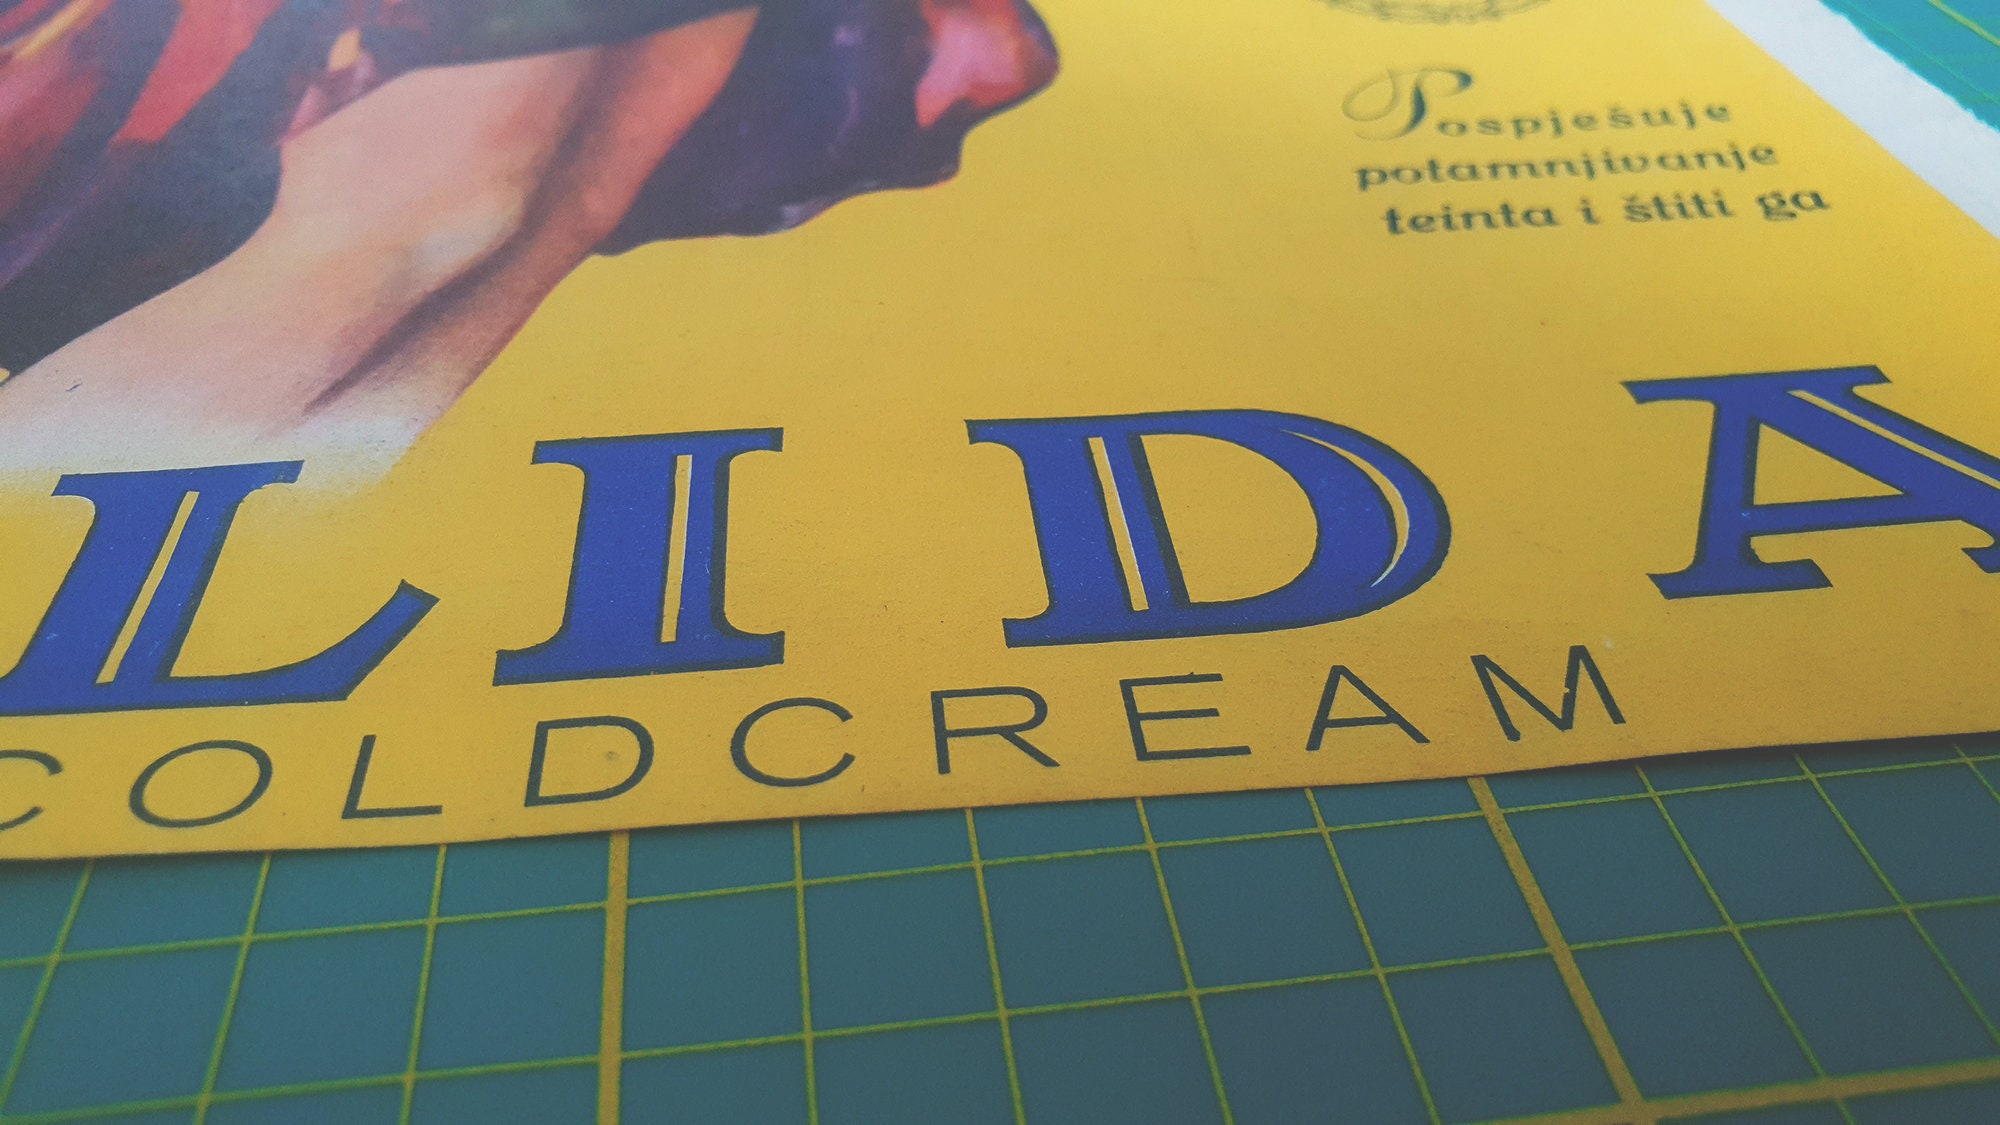 Pospješuje
potamnjivanje
teinta i štiti ga
LIDA
COLDCREAM